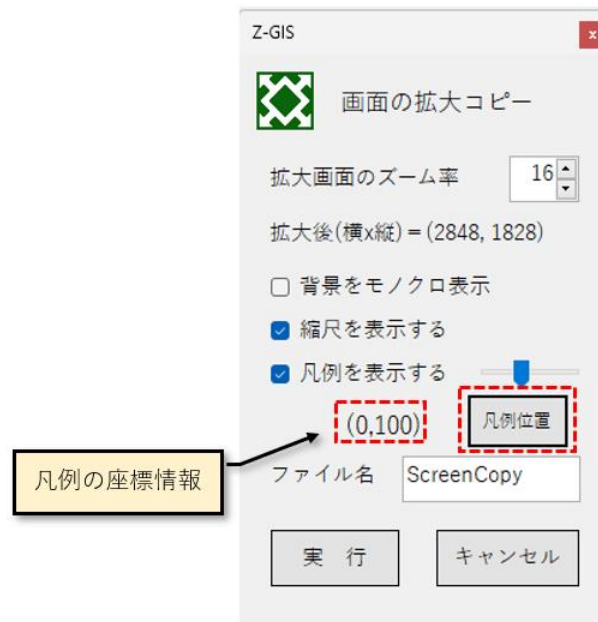 Z-GIS
x
画面の拡大コピー
拡大画面のズーム率 16
拡大後(横x縦) = (2848, 1828)
背景をモノクロ表示
縮尺を表示する
凡例を表示する
(0,100) 凡例位置
凡例の座標情報
ファイル名 ScreenCopy
実 行 キャンセル